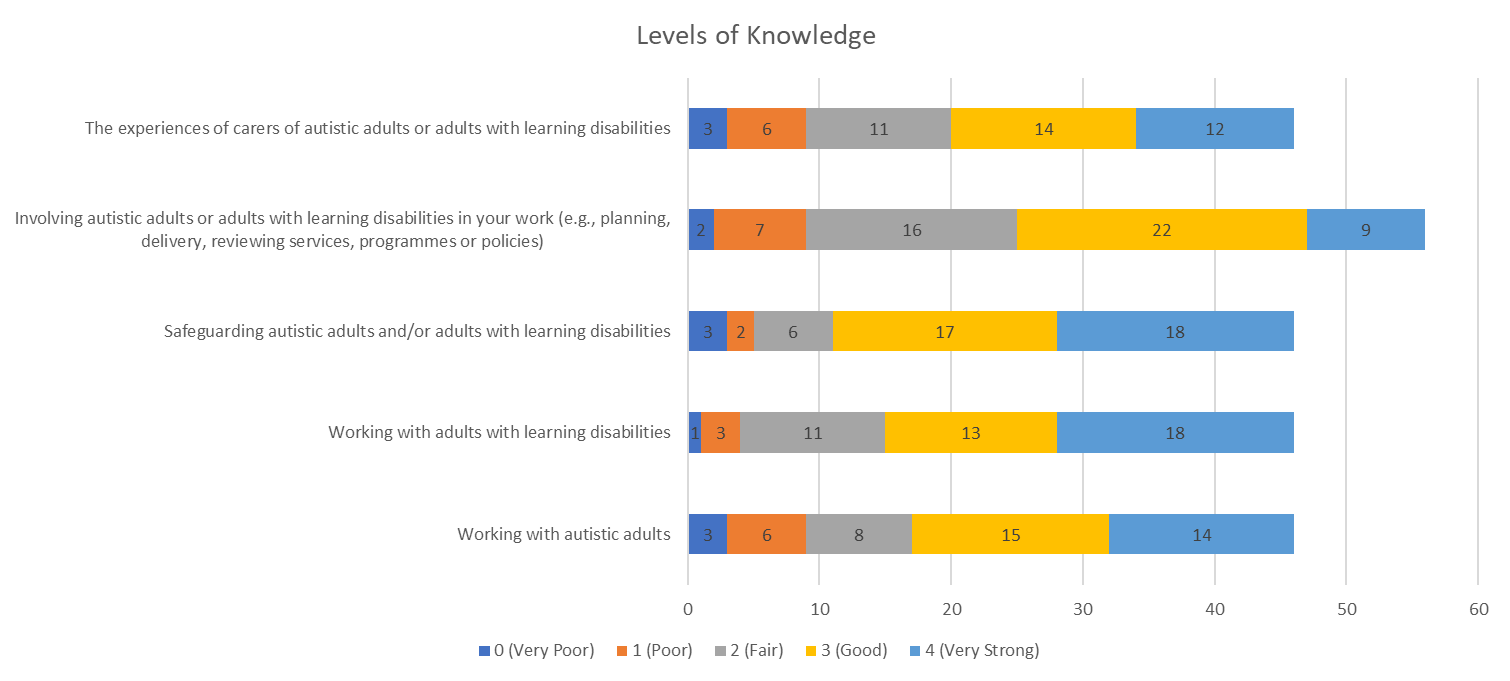 Levels of Knowledge
The experiences of carers of autistic adults or adults with learning disabilities
3 6 11 14 12
Involving autistic adults or adults with learning disabilities in your work (e.g., planning,
delivery, reviewing services, programmes or policies)
2 7 16 22 9
Safeguarding autistic adults and/or adults with learning disabilities
3 2 6 17 18
Working with adults with learning disabilities
1 3 11 13 18
Working with autistic adults
3 6 8 15 14
0 10 20 30 40 50 60
0 (Very Poor) 1 (Poor) 2 (Fair) 3 (Good) 4 (Very Strong)